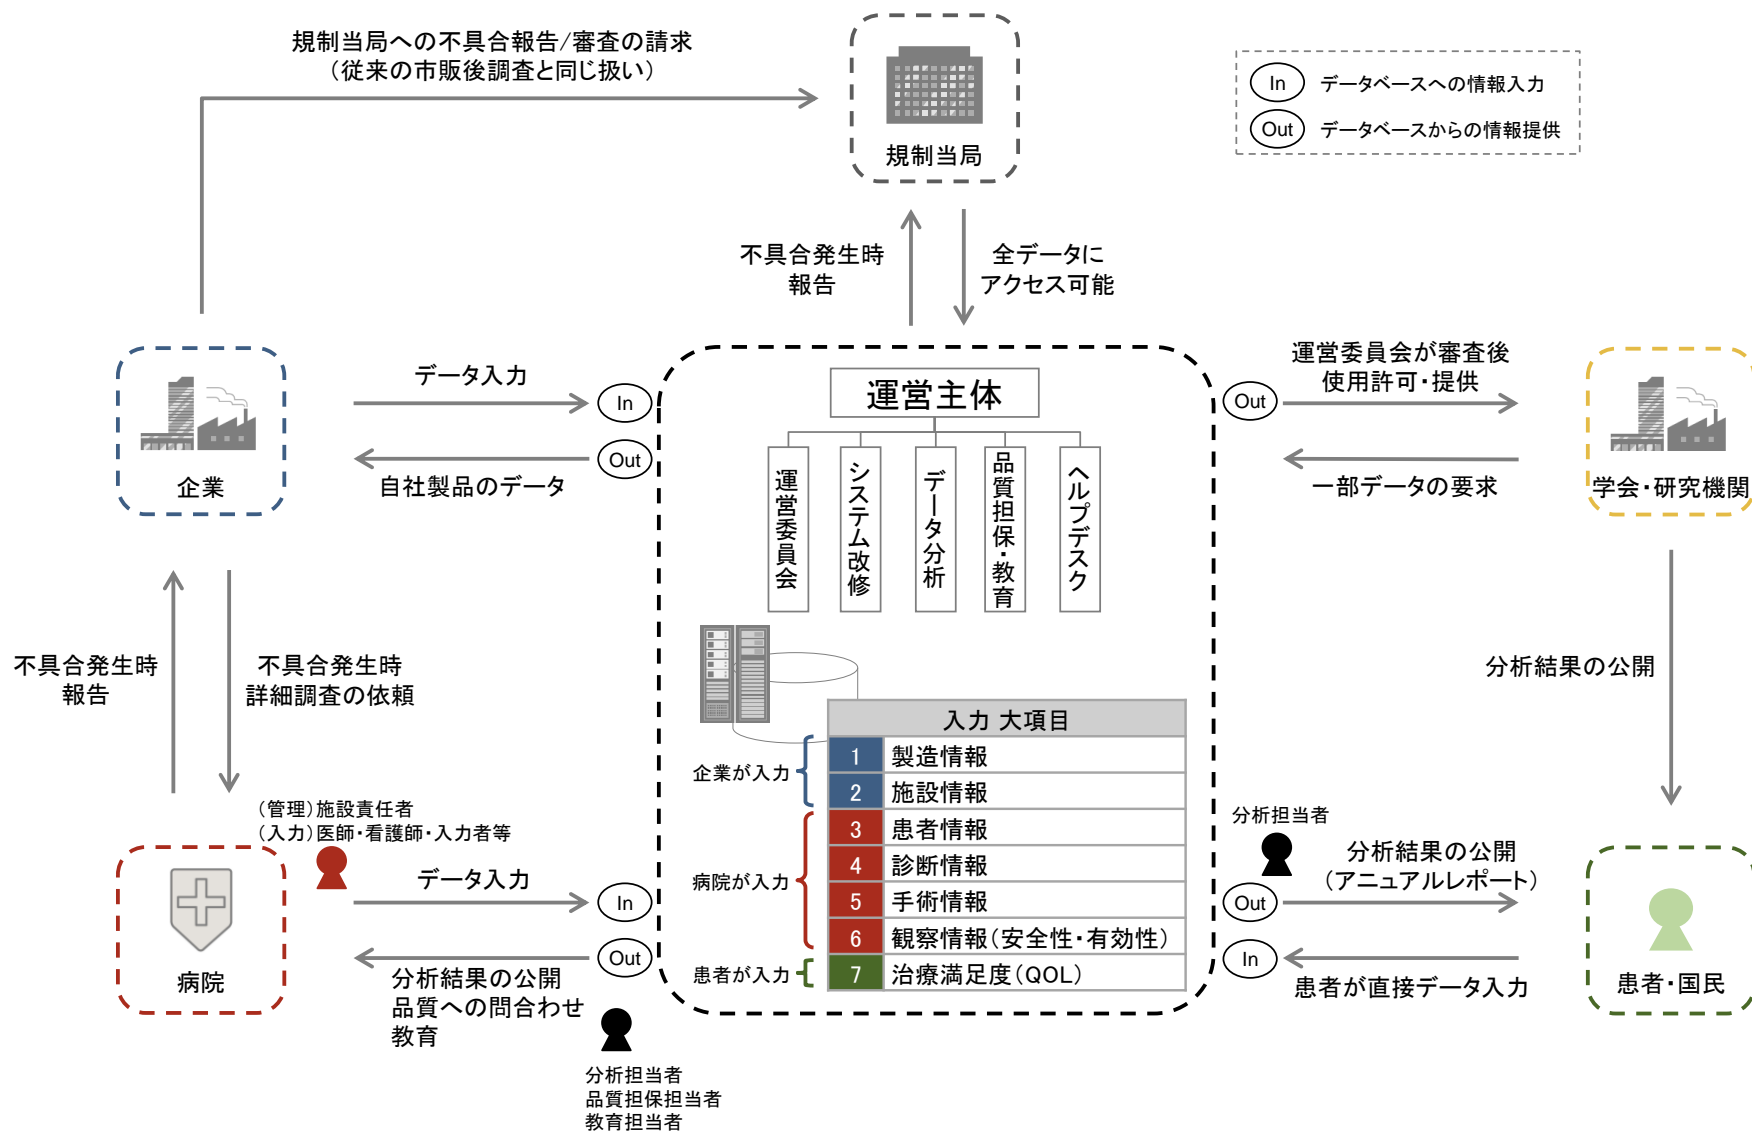 規制当局への不具合報告/審査の請求
（従来の市販後調査と同じ扱い）
規制当局
In データベースへの情報入力
Out データベースからの情報提供
不具合発生時
報告
全データに
アクセス可能
企業
データ入力
In
Out
自社製品のデータ
運営主体
運営委員会
システム改修
データ分析
品質担保・教育
ヘルプデスク
Out
運営委員会が審査後
使用許可・提供
一部データの要求
学会・研究機関
不具合発生時
報告
不具合発生時
詳細調査の依頼
分析結果の公開
入力 大項目
企業が入力
1 製造情報
2 施設情報
病院が入力
3 患者情報
4 診断情報
5 手術情報
6 観察情報（安全性・有効性）
患者が入力
7 治療満足度（QOL）
（管理）施設責任者
（入力）医師・看護師・入力者等
病院
データ入力
In
Out
分析結果の公開
品質への問合わせ
教育
分析担当者
品質担保担当者
教育担当者
分析担当者
分析結果の公開
（アニュアルレポート）
Out
In
患者が直接データ入力
患者・国民